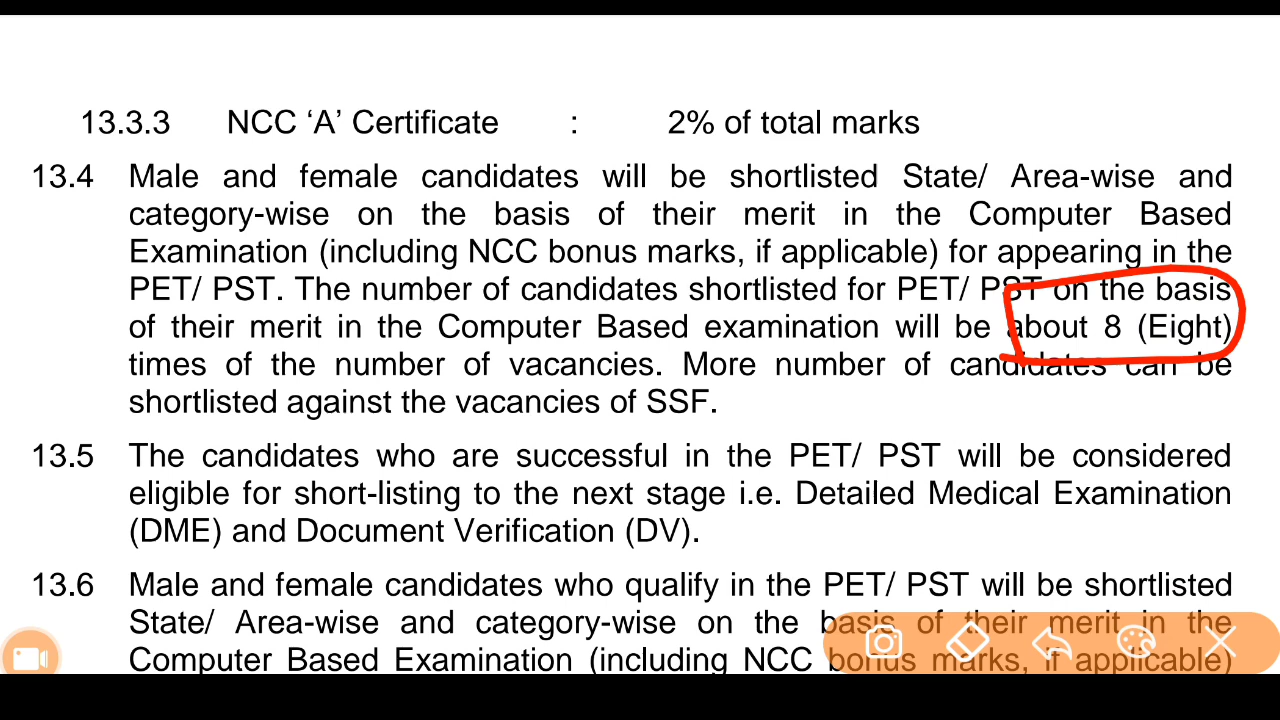 13.3.3 NCC ‘A’ Certificate : 2% of total marks
13.4 Male and female candidates will be shortlisted State/ Area-wise and
category-wise on the basis of their merit in the Computer Based
Examination (including NCC bonus marks, if applicable) for appearing in the
PET/ PST. The number of candidates shortlisted for PET/ PST on the basis
of their merit in the Computer Based examination will be about 8 (Eight)
times of the number of vacancies. More number of candidates can be
shortlisted against the vacancies of SSF.
13.5 The candidates who are successful in the PET/ PST will be considered
eligible for short-listing to the next stage i.e. Detailed Medical Examination
(DME) and Document Verification (DV).
13.6 Male and female candidates who qualify in the PET/ PST will be shortlisted
State/ Area-wise and category-wise on the basis of their merit in the
Computer Based Examination (including NCC bonus marks, if applicable)